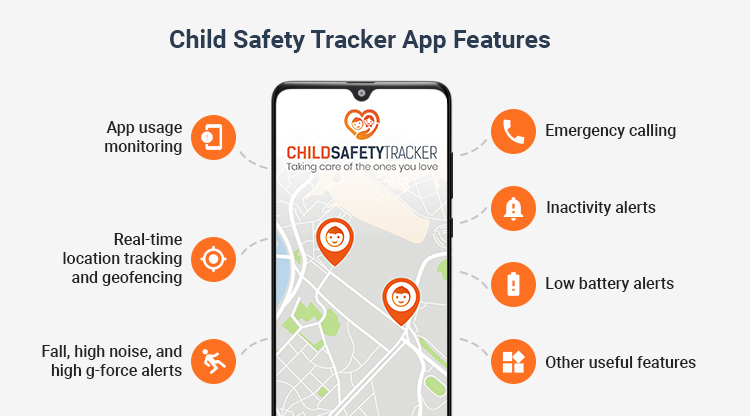 Child Safety Tracker App Features
App usage
monitoring
Real-time
location tracking
and geofencing
Fall, high noise, and
high g-force alerts
CHILDSAFETYTRACKER
Taking care of the ones you love
Emergency calling
Inactivity alerts
Low battery alerts
Other useful features